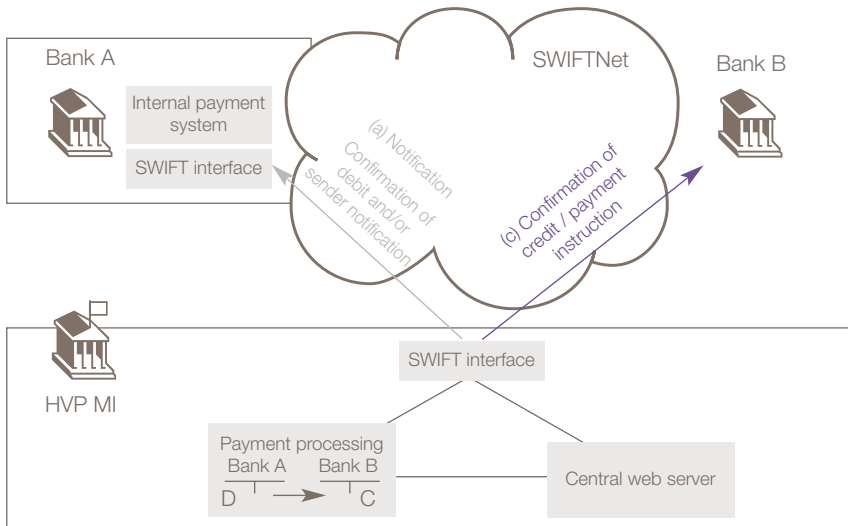 Bank A
SWIFTNet
Bank B
Internal payment
system
SWIFT interface
(a) Notification
Confirmation of
debit and/or
sender notification
(c) Confirmation of
credit / payment
instruction
HVP MI
SWIFT interface
Payment processing
Bank A Bank B
D C
Central web server